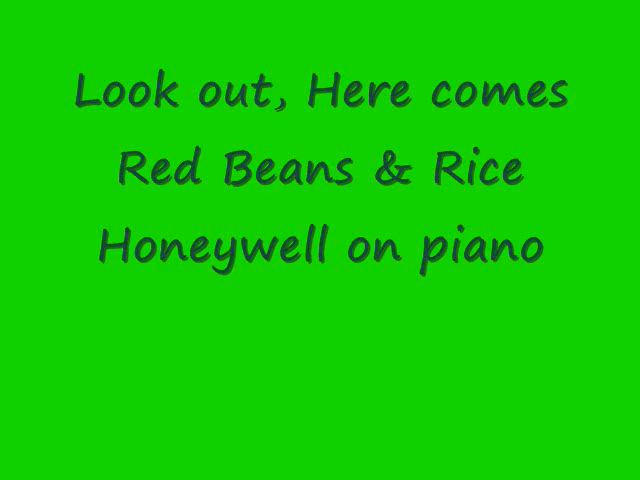 Look out, Here comes
Red Beans & Rice
Honeywell on piano